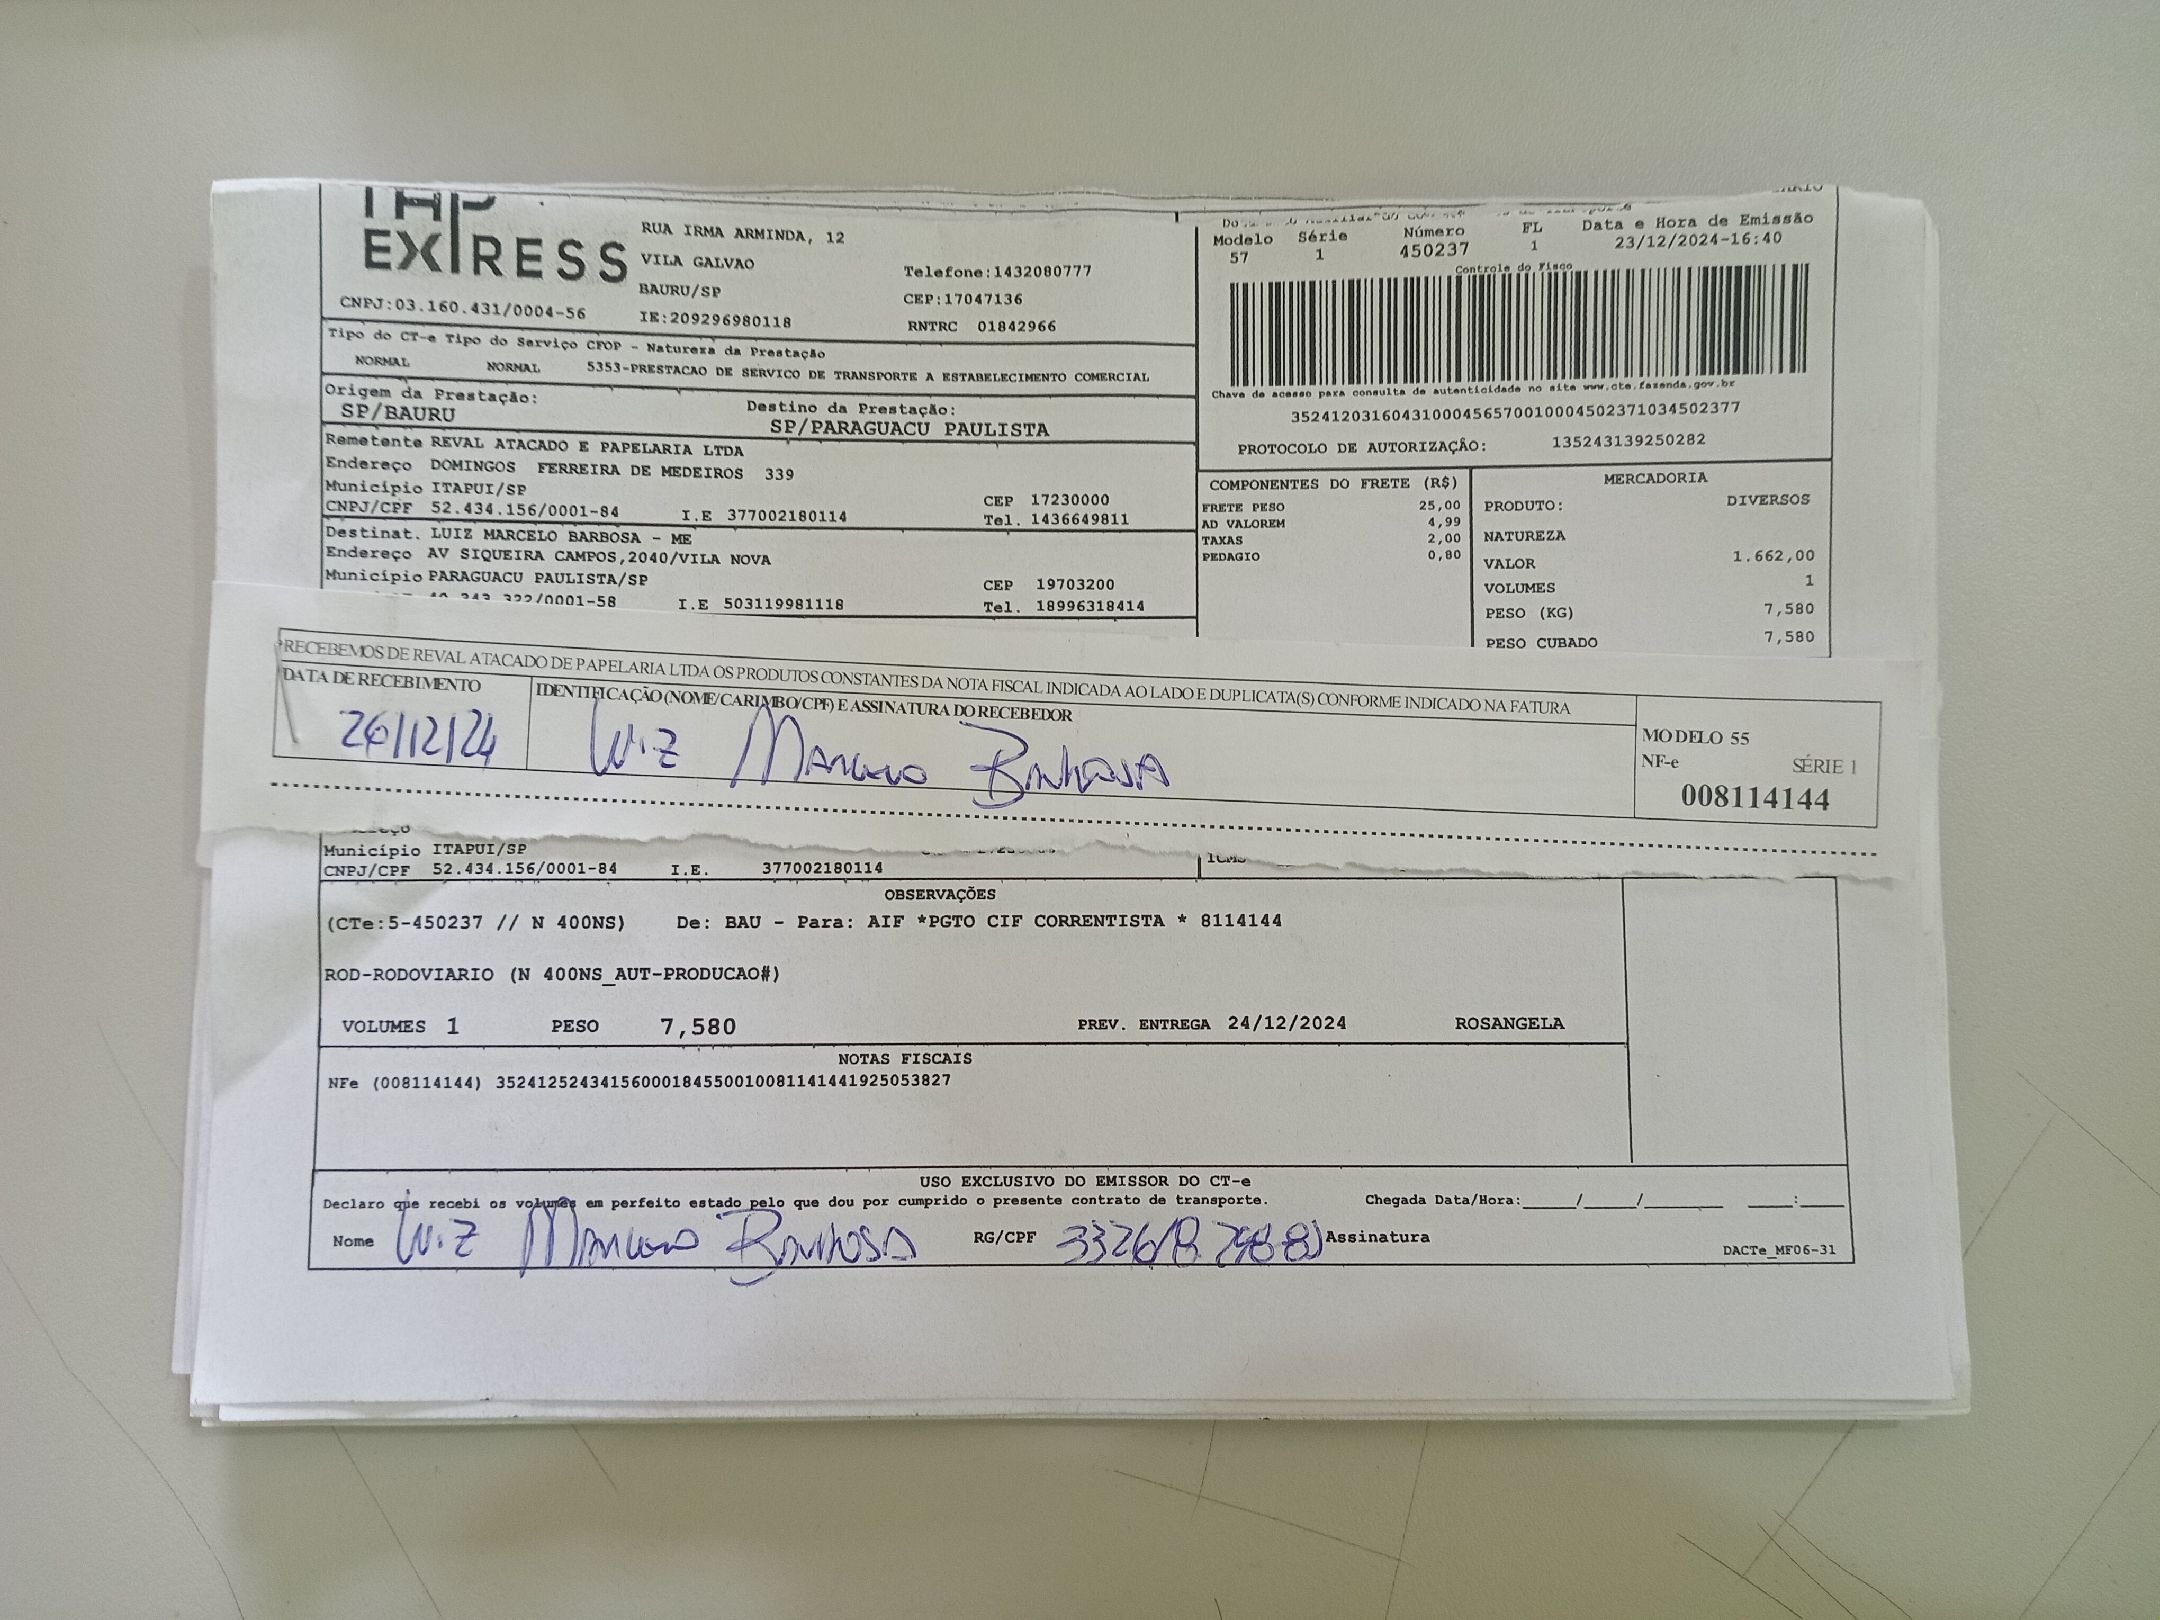 EXPRESS
RUA IRMA ARMINDA, 12
VILA GALVAO
BAURU/SP
IE:209296980118
Telefone:1432080777
CEP:17047136
RNTRC 01842966
CNPJ:03.160.431/0004-56
Modelo Série Número FL Data e Hora de Emissão
57 1 450237 1 23/12/2024-16:40
Controle do Fisco
Chave de acesso para consulta de autenticidade no site www.cte.fazenda.gov.br
35241203160431000456570010004502371034502377
PROTOCOLO DE AUTORIZAÇÃO: 135243139250282
Tipo do CT-e Tipo do Serviço CFOP - Natureza da Prestação
NORMAL NORMAL 5353-PRESTACAO DE SERVICO DE TRANSPORTE A ESTABELECIMENTO COMERCIAL
Origem da Prestação: Destino da Prestação:
SP/BAURU SP/PARAGUACU PAULISTA
Remetente REVAL ATACADO E PAPELARIA LTDA
Endereço DOMINGOS FERREIRA DE MEDEIROS 339
Município ITAPUI/SP CEP 17230000
CNPJ/CPF 52.434.156/0001-84 I.E 377002180114 Tel. 1436649811
Destinat. LUIZ MARCELO BARBOSA - ME
Endereço AV SIQUEIRA CAMPOS,2040/VILA NOVA
Município PARAGUACU PAULISTA/SP CEP 19703200
322/0001-58 I.E 503119981118 Tel. 18996318414
COMPONENTES DO FRETE (R$)
FRETE PESO 25,00
AD VALOREM 4,99
TAXAS 2,00
PEDAGIO 0,80
MERCADORIA
PRODUTO: DIVERSOS
NATUREZA
VALOR 1.662,00
VOLUMES 1
PESO (KG) 7,580
PESO CUBADO 7,580
RECEBEMOS DE REVAL ATACADO DE PAPELARIA LTDA OS PRODUTOS CONSTANTES DA NOTA FISCAL INDICADA AO LADO E DUPLICATA(S) CONFORME INDICADO NA FATURA
DATA DE RECEBIMENTO IDENTIFICAÇÃO (NOME/CARIMBO/CPF) E ASSINATURA DO RECEBEDOR
26/12/24 Luiz Marcelo Barbosa
MODELO 55
NF-e SÉRIE 1
008114144
Município ITAPUI/SP
CNPJ/CPF 52.434.156/0001-84 I.E. 377002180114
OBSERVAÇÕES
(CTe:5-450237 // N 400NS) De: BAU - Para: AIF *PGTO CIF CORRENTISTA * 8114144
ROD-RODOVIARIO (N 400NS_AUT-PRODUCAO#)
VOLUMES 1 PESO 7,580 PREV. ENTREGA 24/12/2024 ROSANGELA
NOTAS FISCAIS
NFe (008114144) 35241252434156000184550010081141441925053827
USO EXCLUSIVO DO EMISSOR DO CT-e
Declaro que recebi os volumes em perfeito estado pelo que dou por cumprido o presente contrato de transporte. Chegada Data/Hora:____/____/______ ____:____
Nome Luiz Marcelo Barbosa RG/CPF Assinatura
DACTe_MF06-31